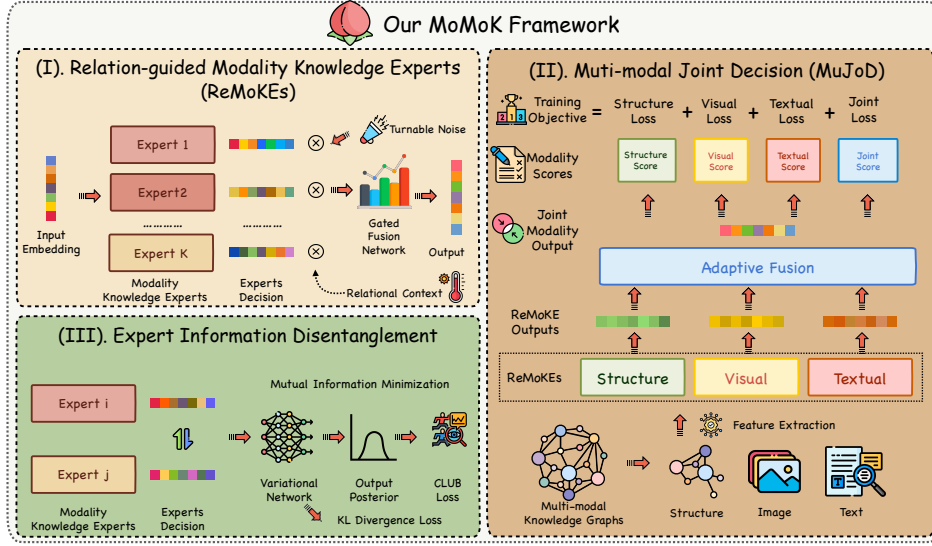 Our MoMoK Framework
(I). Relation-guided Modality Knowledge Experts
(ReMoKEs)
Expert 1
Turnable Noise
Expert2
…………
…………
Input
Embedding
Expert K
Gated
Fusion
Network
Output
Modality
Knowledge Experts
Experts
Decision
Relational Context
(II). Muti-modal Joint Decision (MuJoD)
Training
Objective
=
Structure
Loss
+
Visual
Loss
+
Textual
Loss
+
Joint
Loss
Modality
Scores
Structure
Score
Visual
Score
Textual
Score
Joint
Score
Joint
Modality
Output
Adaptive Fusion
ReMoKE
Outputs
ReMoKEs
Structure
Visual
Textual
Feature Extraction
Multi-modal
Knowledge Graphs
Structure
Image
Text
(III). Expert Information Disentanglement
Expert i
Mutual Information Minimization
Expert j
Variational
Network
Output
Posterior
CLUB
Loss
Modality
Knowledge Experts
Experts
Decision
KL Divergence Loss